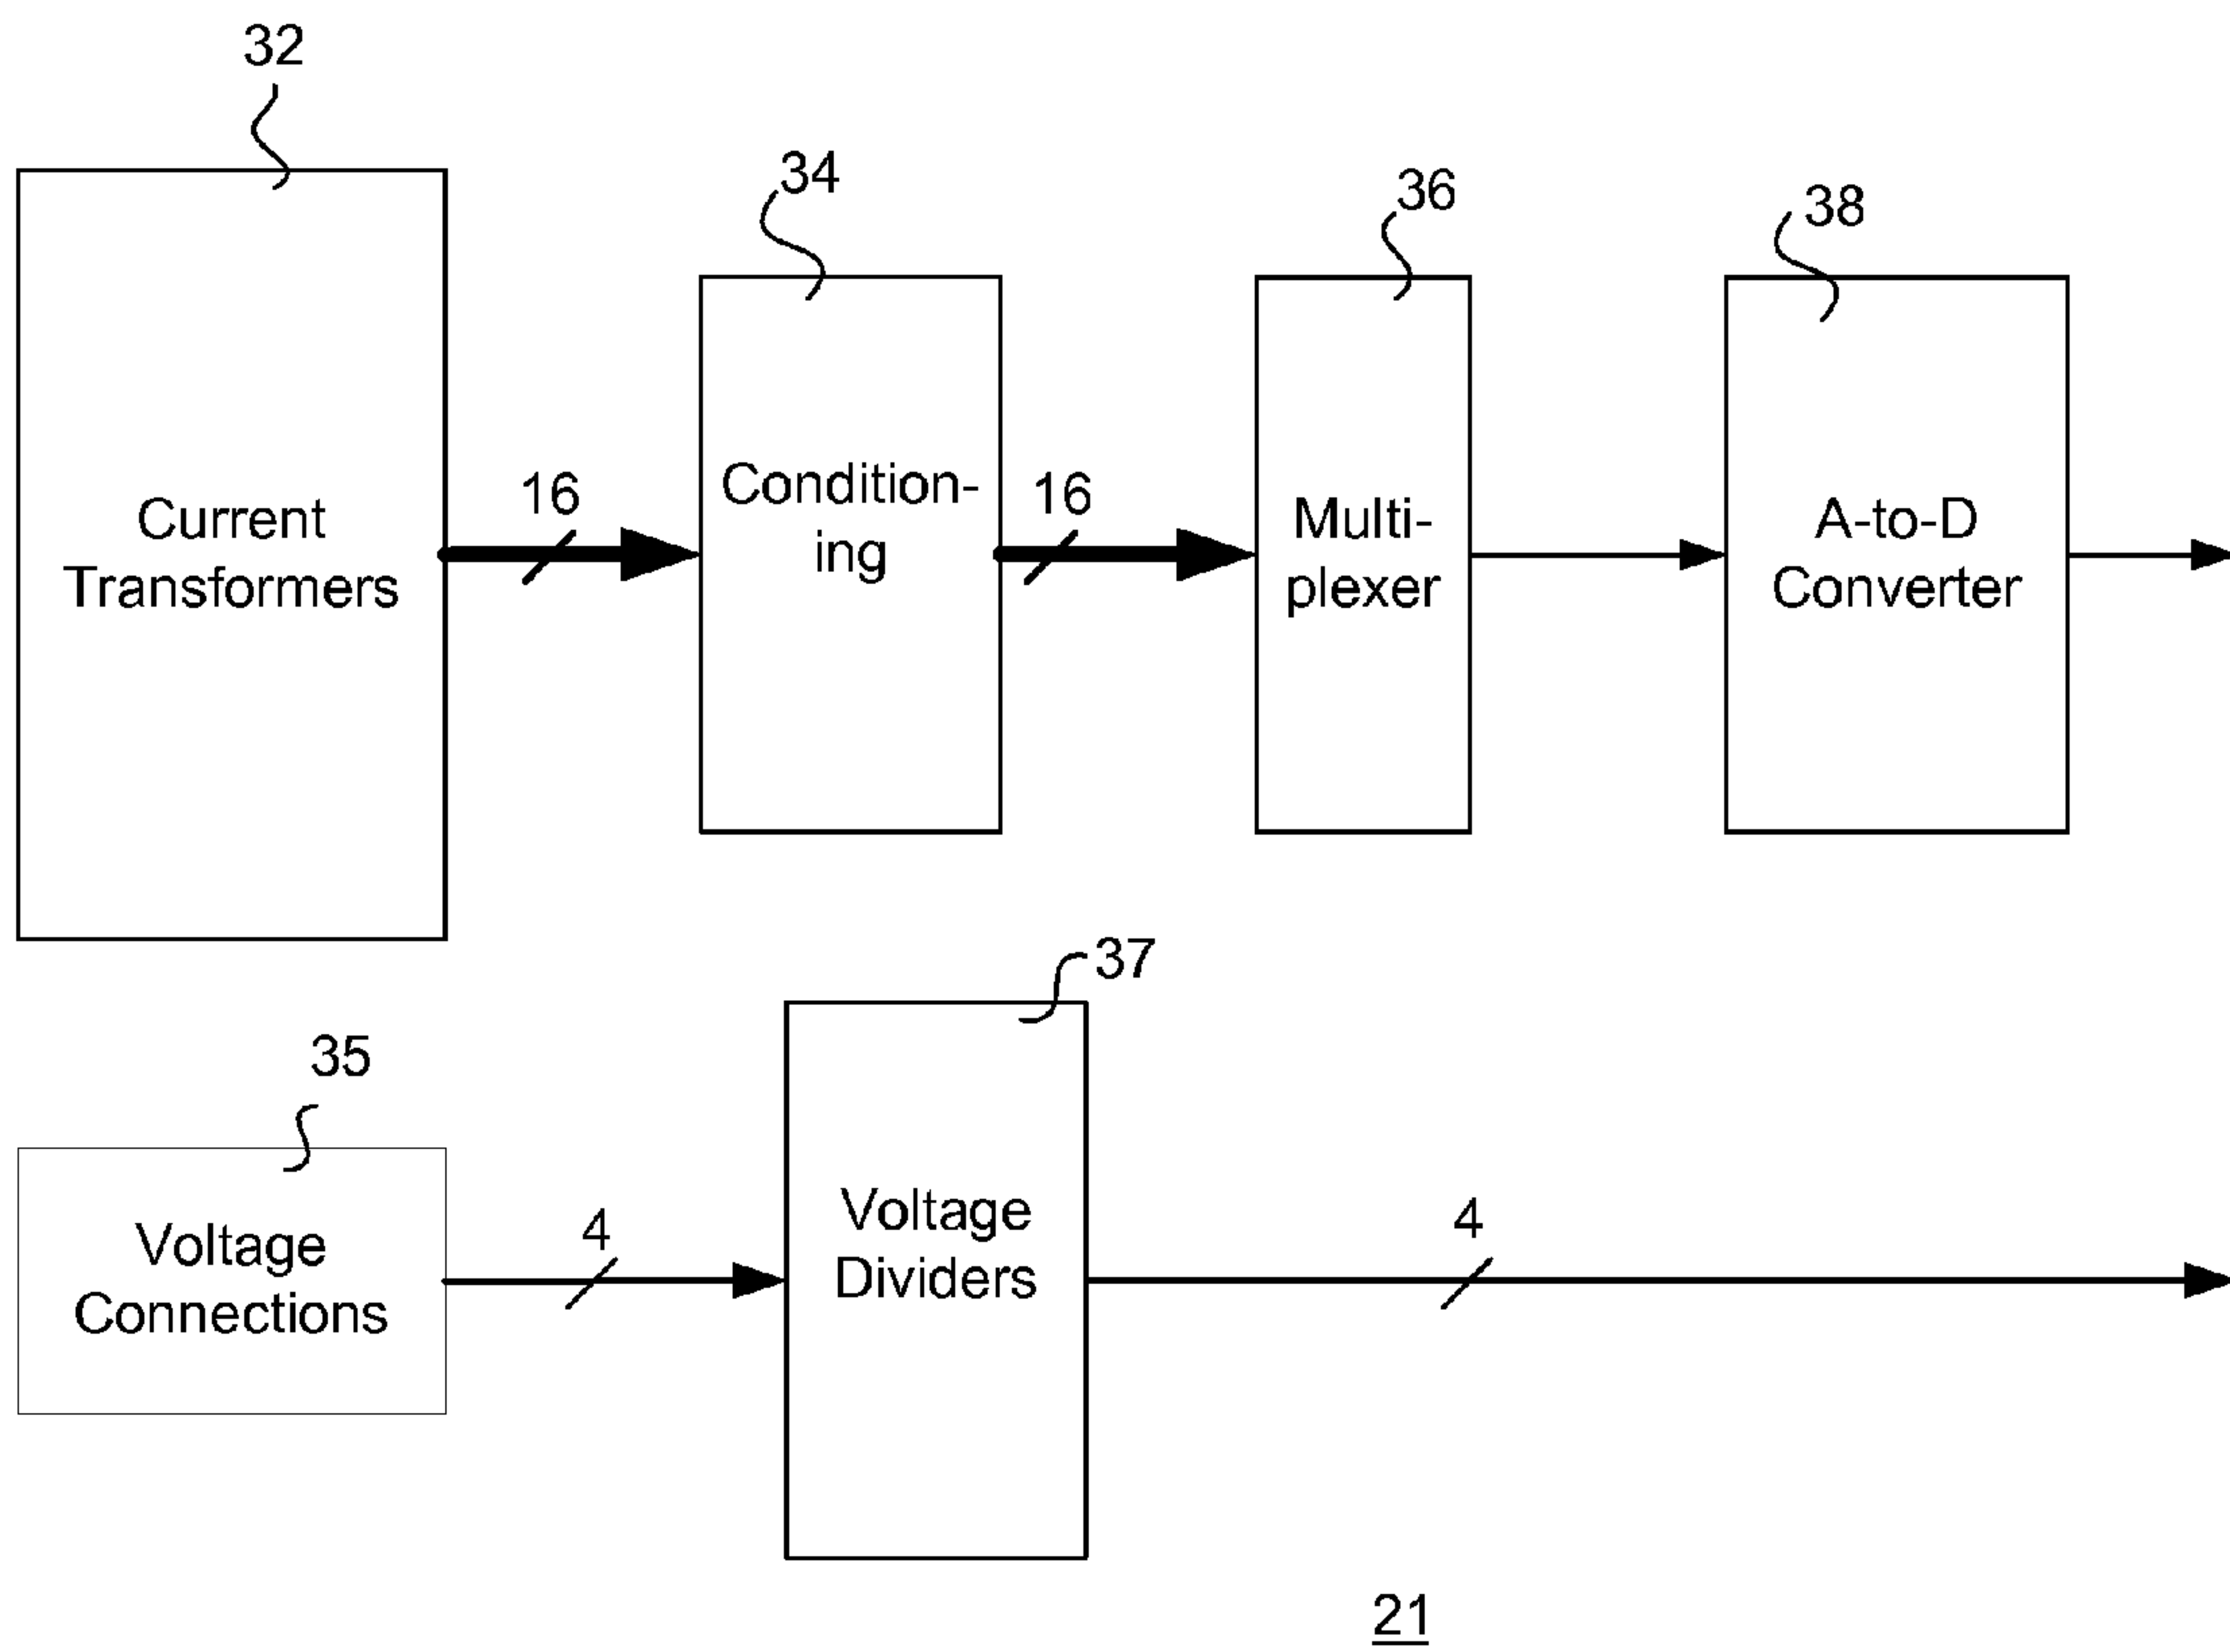 32
34
36
38
Current
Transformers
16
Condition-
ing
16
Multi-
plexer
A-to-D
Converter
37
35
Voltage
Connections
4
Voltage
Dividers
4
21